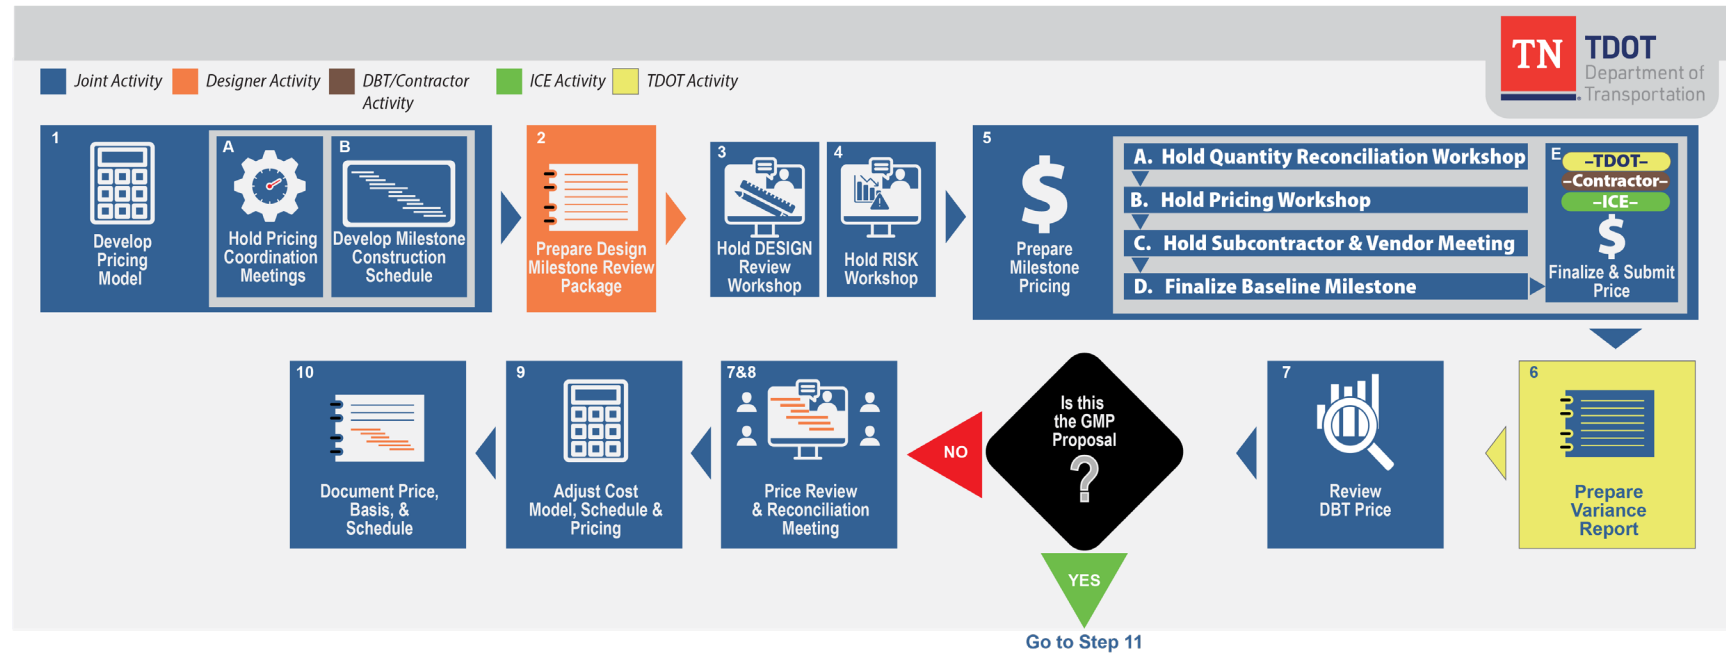 TN
TDOT
Department of
Transportation
Joint Activity
Designer Activity
DBT/Contractor
Activity
ICE Activity
TDOT Activity
1
Develop
Pricing
Model
A
Hold Pricing
Coordination
Meetings
B
Develop Milestone
Construction
Schedule
2
Prepare Design
Milestone Review
Package
3
Hold DESIGN
Review
Workshop
4
Hold RISK
Workshop
5
$
Prepare
Milestone
Pricing
A. Hold Quantity Reconciliation Workshop
B. Hold Pricing Workshop
C. Hold Subcontractor & Vendor Meeting
D. Finalize Baseline Milestone
E
–TDOT–
–Contractor–
–ICE–
$
Finalize & Submit
Price
6
Prepare
Variance
Report
7
Review
DBT Price
Is this
the GMP
Proposal
?
NO
YES
Go to Step 11
7&8
Price Review
& Reconciliation
Meeting
9
Adjust Cost
Model, Schedule &
Pricing
10
Document Price,
Basis, &
Schedule